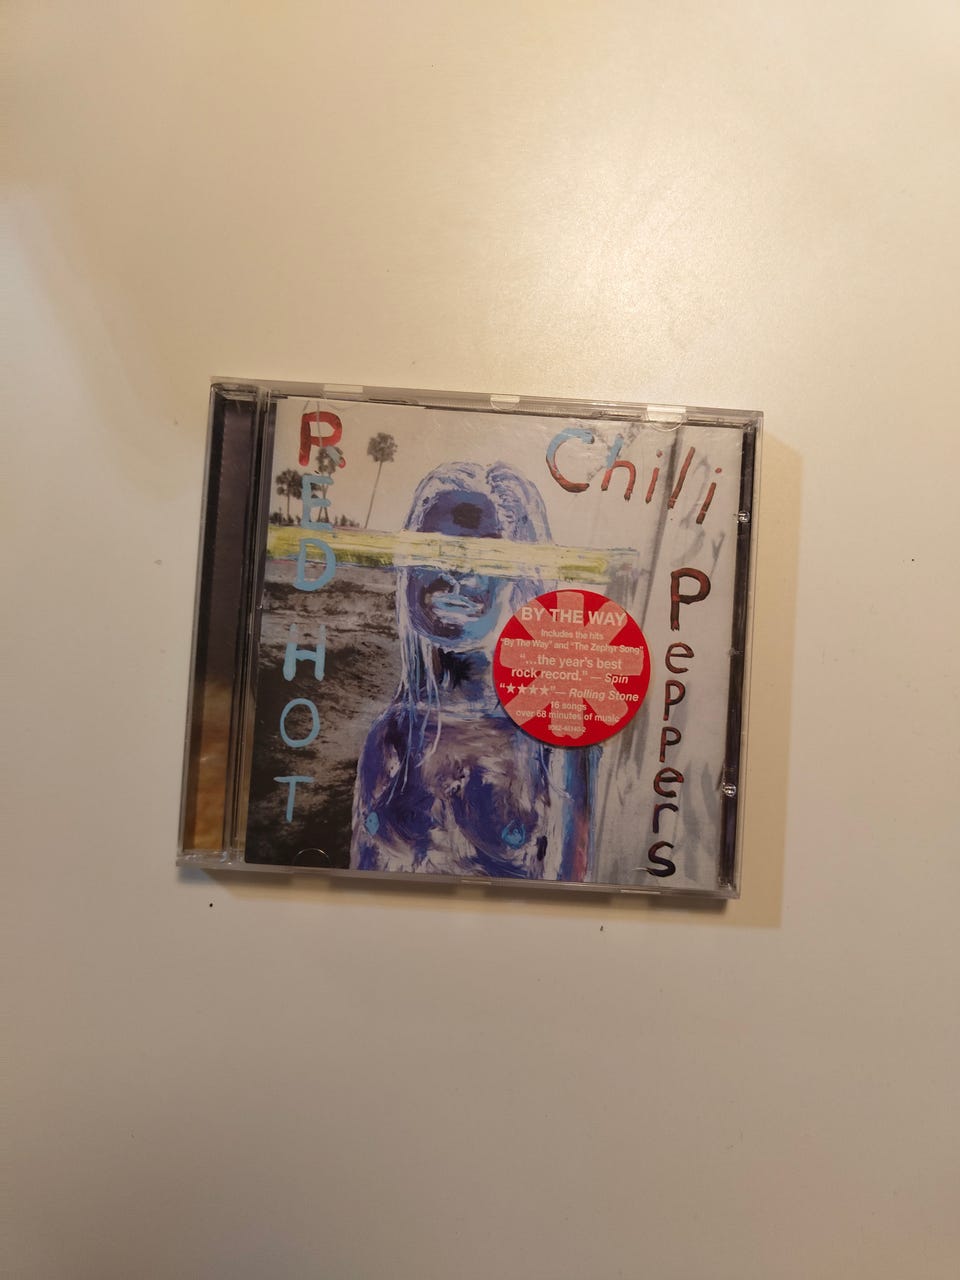 RED HOT
Chili
Peppers
BY THE WAY
Includes the hits
"By The Way" and "The Zephyr Song"
"...the year's best
rock record." — Spin
"★★★★" — Rolling Stone
16 songs
over 68 minutes of music